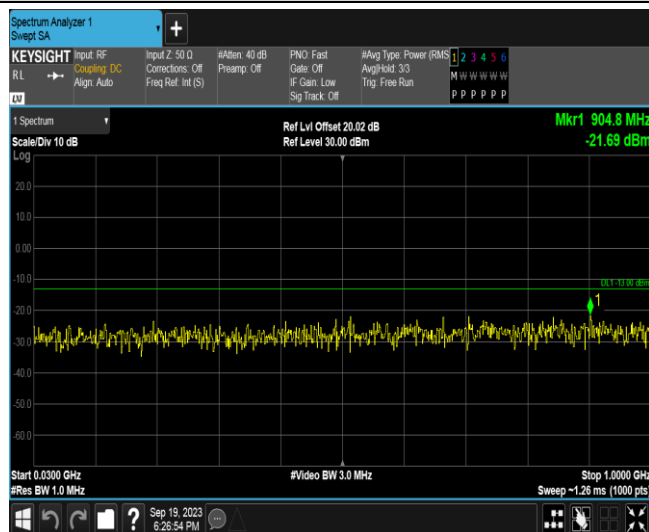 Spectrum Analyzer 1
Swept SA
+
KEYSIGHT
RL
LXI
Input: RF
Coupling: DC
Align: Auto
Input Z: 50 Ω
Corrections: Off
Freq Ref: Int (S)
#Atten: 40 dB
Preamp: Off
PNO: Fast
Gate: Off
IF Gain: Low
Sig Track: Off
#Avg Type: Power (RMS
Avg|Hold: 3/3
Trig: Free Run
1 2 3 4 5 6
M W W W W W
P P P P P P
1 Spectrum
Scale/Div 10 dB
Ref Lvl Offset 20.02 dB
Ref Level 30.00 dBm
Mkr1 904.8 MHz
-21.69 dBm
Log
20.0
10.0
0.00
-10.0
DL1 -13.00 dBm
1
-20.0
-30.0
-40.0
-50.0
-60.0
Start 0.0300 GHz
#Res BW 1.0 MHz
#Video BW 3.0 MHz
Stop 1.0000 GHz
Sweep ~1.26 ms (1000 pts)
?
Sep 19, 2023
6:26:54 PM